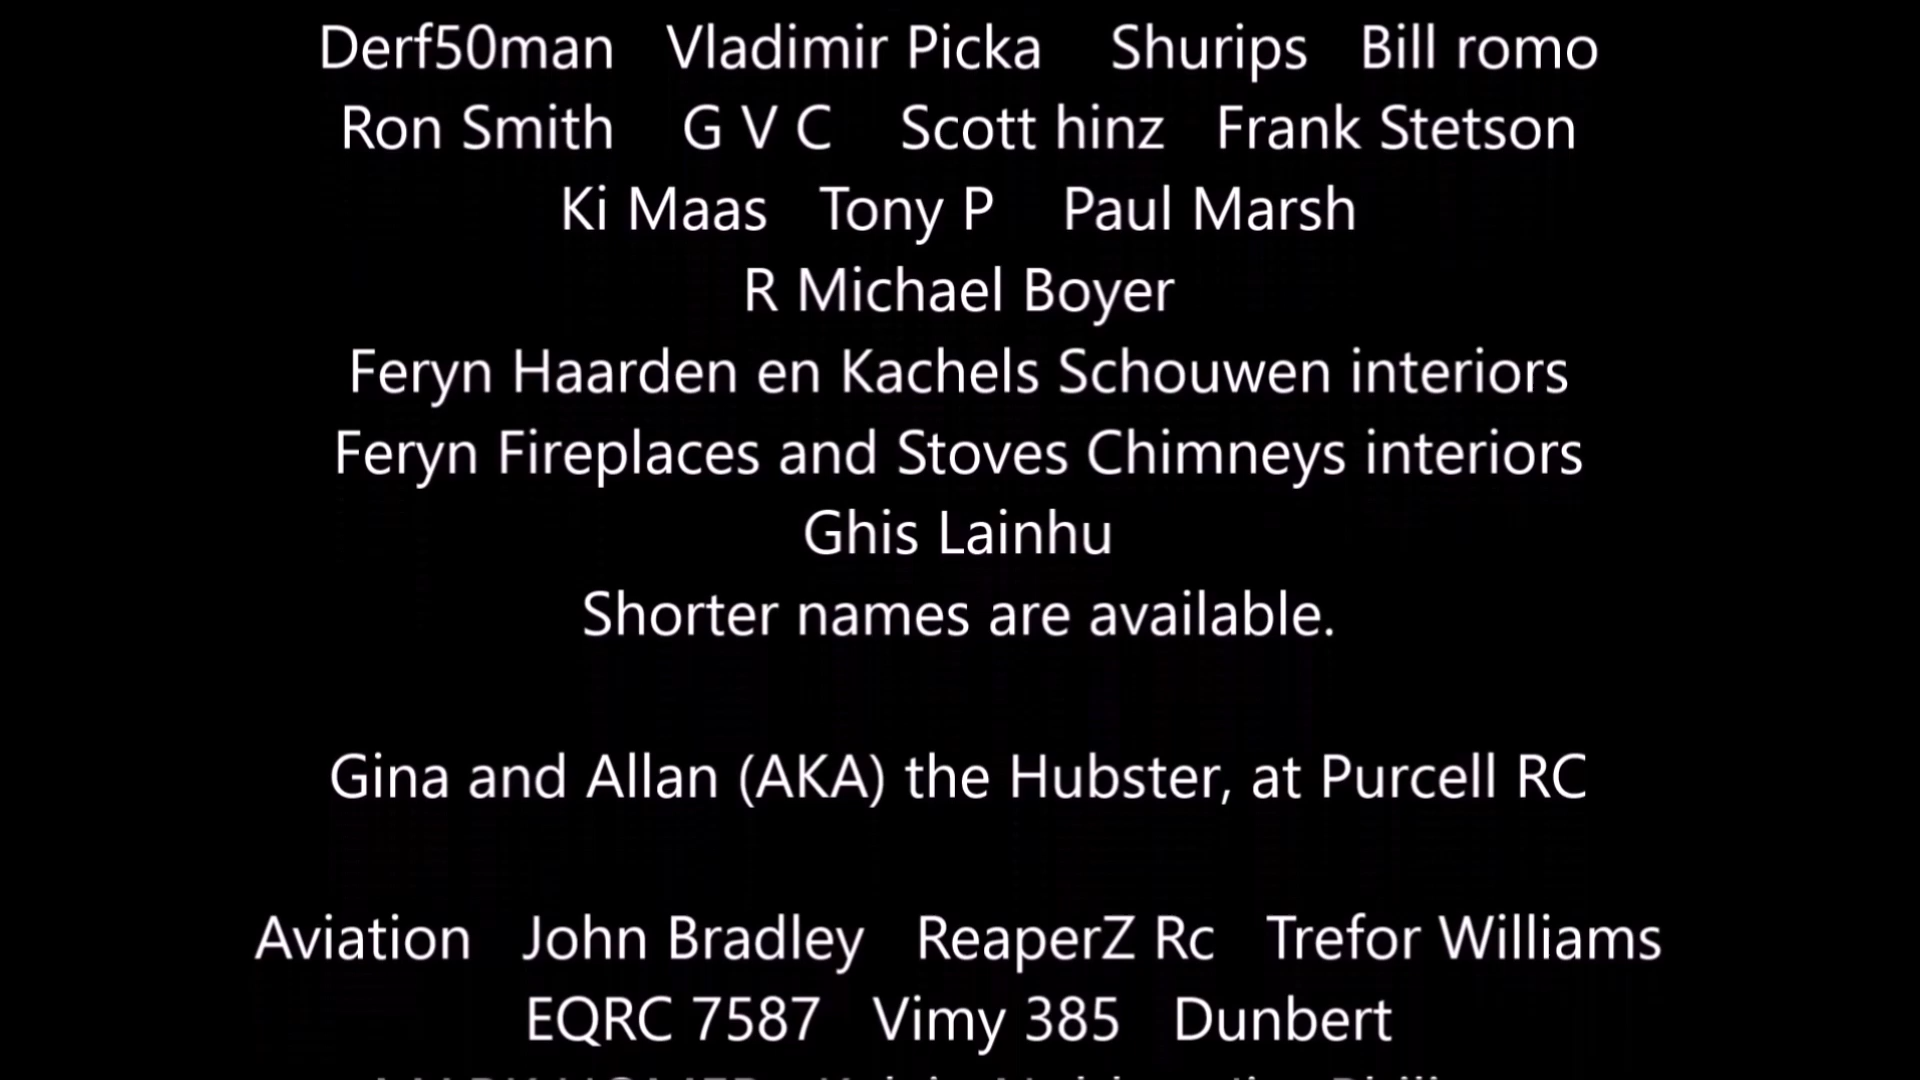 Derf50man Vladimir Picka Shurips Bill romo
Ron Smith G V C Scott hinz Frank Stetson
Ki Maas Tony P Paul Marsh
R Michael Boyer
Feryn Haarden en Kachels Schouwen interiors
Feryn Fireplaces and Stoves Chimneys interiors
Ghis Lainhu
Shorter names are available.
Gina and Allan (AKA) the Hubster, at Purcell RC
Aviation John Bradley ReaperZ Rc Trefor Williams
EQRC 7587 Vimy 385 Dunbert